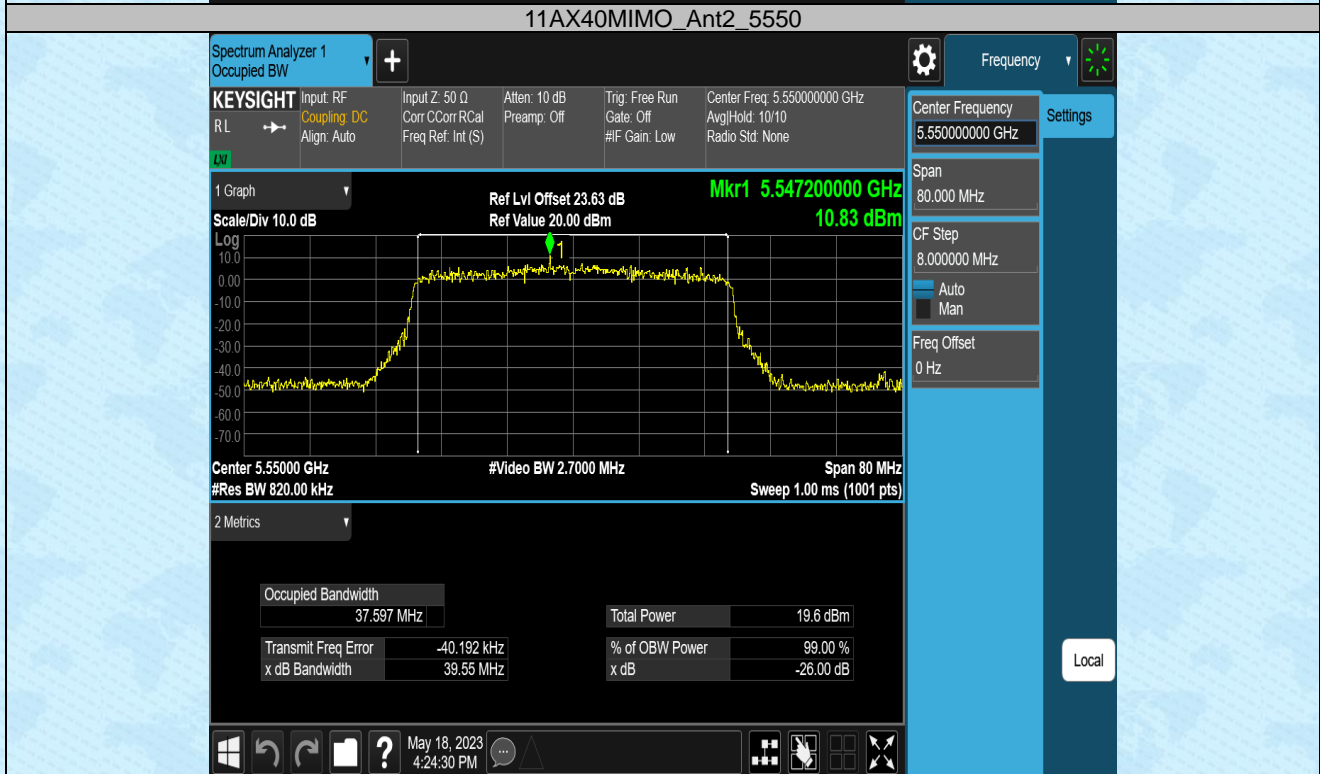 11AX40MIMO_Ant2_5550
Spectrum Analyzer 1
Occupied BW
▼
+
Frequency
▼
KEYSIGHT
R L
LXI
Input: RF
Coupling: DC
Align: Auto
Input Z: 50 Ω
Corr CCorr RCal
Freq Ref: Int (S)
Atten: 10 dB
Preamp: Off
Trig: Free Run
Gate: Off
#IF Gain: Low
Center Freq: 5.550000000 GHz
Avg|Hold: 10/10
Radio Std: None
Center Frequency
5.550000000 GHz
Settings
Span
80.000 MHz
CF Step
8.000000 MHz
Auto
Man
Freq Offset
0 Hz
1 Graph ▼
Scale/Div 10.0 dB
Ref Lvl Offset 23.63 dB
Ref Value 20.00 dBm
Mkr1 5.547200000 GHz
10.83 dBm
Log
1
10.0
0.00
-10.0
-20.0
-30.0
-40.0
-50.0
-60.0
-70.0
Center 5.55000 GHz
#Res BW 820.00 kHz
#Video BW 2.7000 MHz
Span 80 MHz
Sweep 1.00 ms (1001 pts)
2 Metrics ▼
Occupied Bandwidth
37.597 MHz
Transmit Freq Error -40.192 kHz
x dB Bandwidth 39.55 MHz
Total Power 19.6 dBm
% of OBW Power 99.00 %
x dB -26.00 dB
Local
?
May 18, 2023
4:24:30 PM